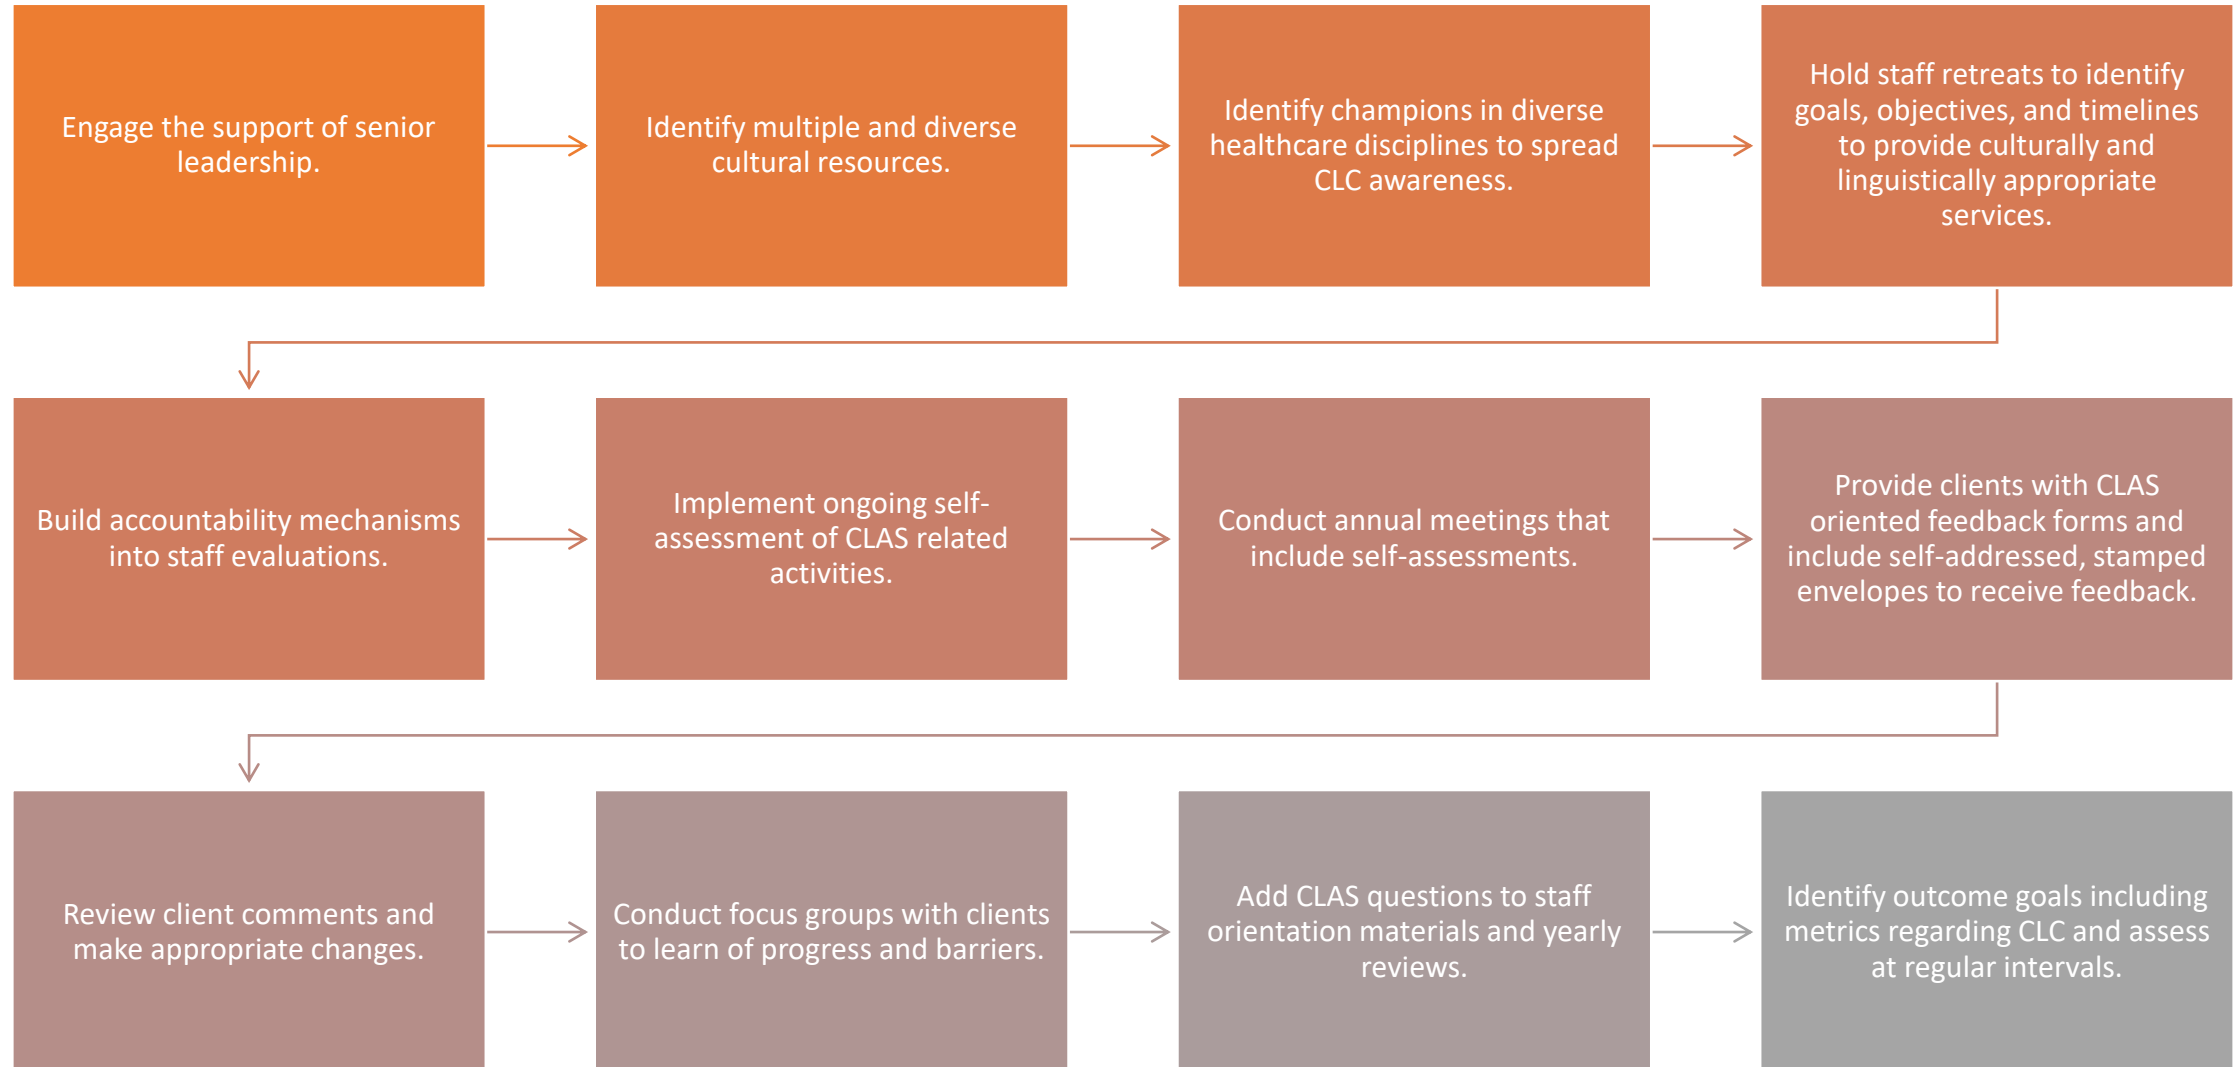 Engage the support of senior
leadership.
Identify multiple and diverse
cultural resources.
Identify champions in diverse
healthcare disciplines to spread
CLC awareness.
Hold staff retreats to identify
goals, objectives, and timelines
to provide culturally and
linguistically appropriate
services.
Build accountability mechanisms
into staff evaluations.
Implement ongoing self-
assessment of CLAS related
activities.
Conduct annual meetings that
include self-assessments.
Provide clients with CLAS
oriented feedback forms and
include self-addressed, stamped
envelopes to receive feedback.
Review client comments and
make appropriate changes.
Conduct focus groups with clients
to learn of progress and barriers.
Add CLAS questions to staff
orientation materials and yearly
reviews.
Identify outcome goals including
metrics regarding CLC and assess
at regular intervals.